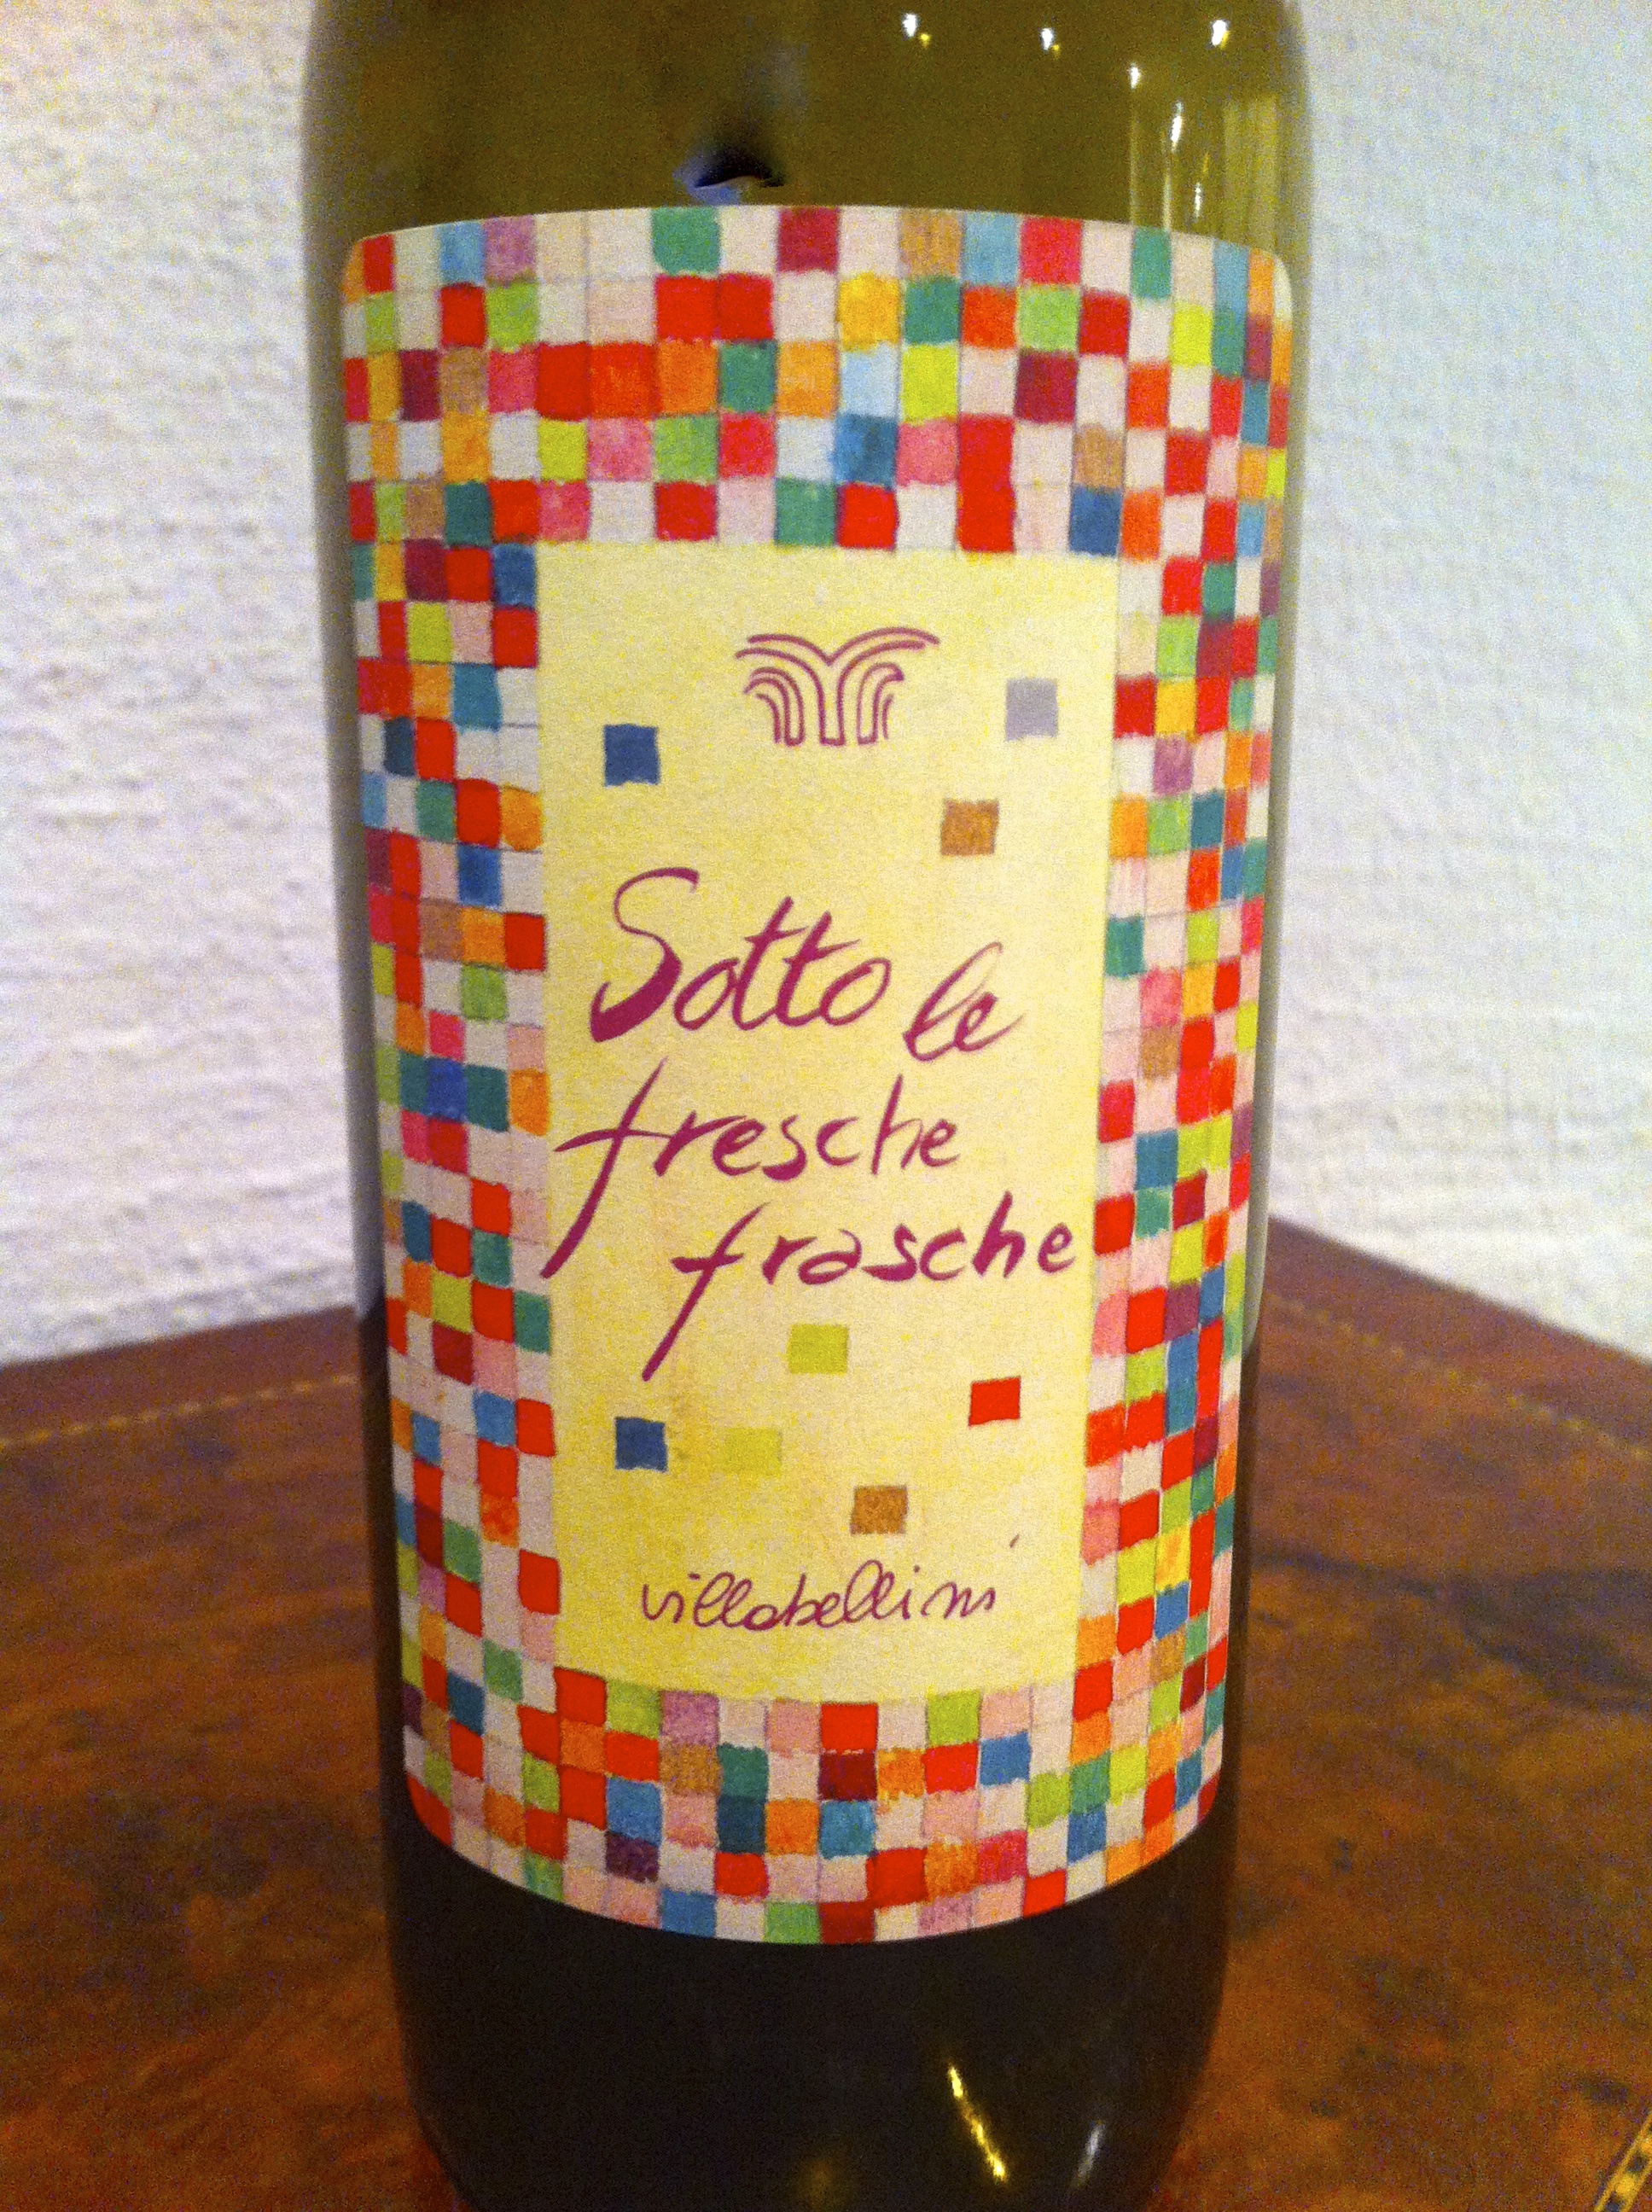 Sotto le
fresche
frasche
villabellini